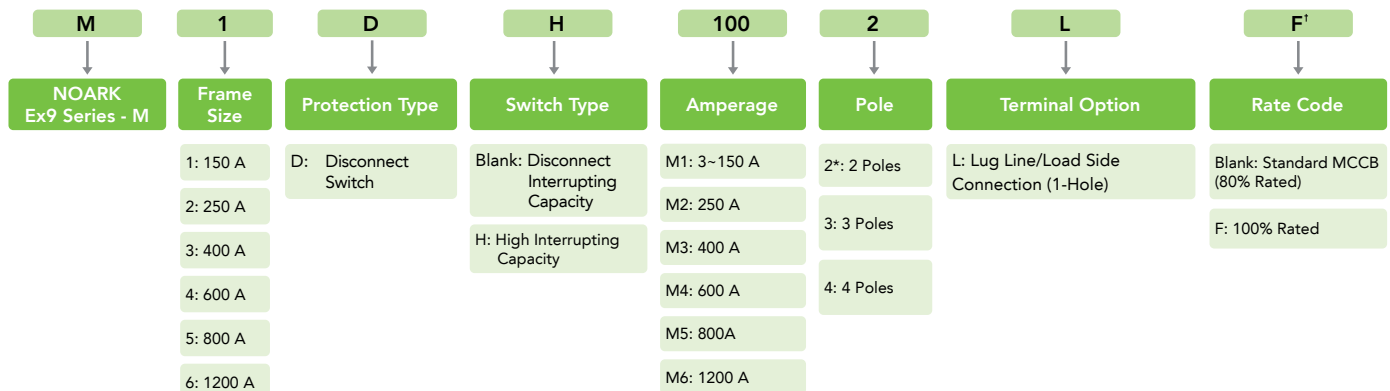 M 1 D H 100 2 L F†
NOARK
Ex9 Series - M
Frame
Size
Protection Type
Switch Type
Amperage
Pole
Terminal Option
Rate Code
1: 150 A
2: 250 A
3: 400 A
4: 600 A
5: 800 A
6: 1200 A
D: Disconnect
Switch
Blank: Disconnect
Interrupting
Capacity
H: High Interrupting
Capacity
M1: 3~150 A
M2: 250 A
M3: 400 A
M4: 600 A
M5: 800A
M6: 1200 A
2*: 2 Poles
3: 3 Poles
4: 4 Poles
L: Lug Line/Load Side
Connection (1-Hole)
Blank: Standard MCCB
(80% Rated)
F: 100% Rated